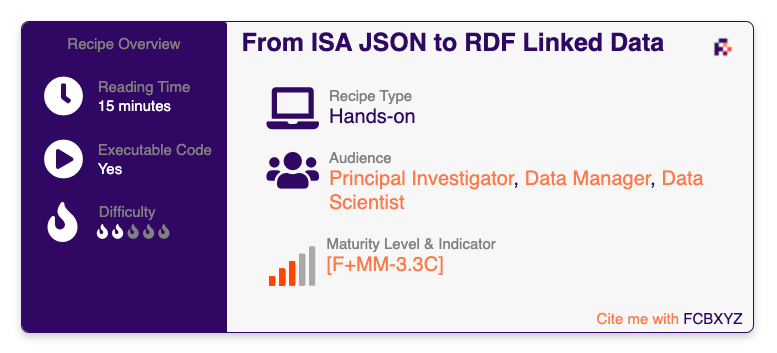 Recipe Overview
Reading Time
15 minutes
Executable Code
Yes
Difficulty
From ISA JSON to RDF Linked Data
Recipe Type
Hands-on
Audience
Principal Investigator, Data Manager, Data
Scientist
Maturity Level & Indicator
[F+MM-3.3C]
Cite me with FCBXYZ